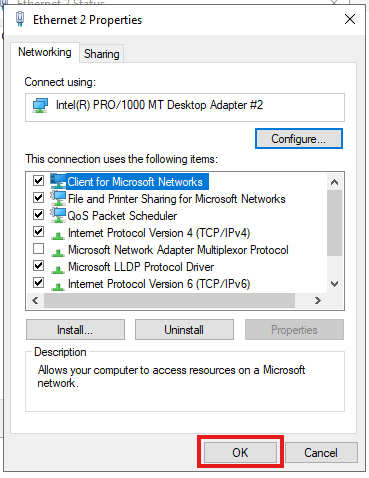 Ethernet 2 Status
Ethernet 2 Properties
Networking
Sharing
Connect using:
Intel(R) PRO/1000 MT Desktop Adapter #2
Configure...
This connection uses the following items:
Client for Microsoft Networks
File and Printer Sharing for Microsoft Networks
QoS Packet Scheduler
Internet Protocol Version 4 (TCP/IPv4)
Microsoft Network Adapter Multiplexor Protocol
Microsoft LLDP Protocol Driver
Internet Protocol Version 6 (TCP/IPv6)
Install...
Uninstall
Properties
Description
Allows your computer to access resources on a Microsoft
network.
OK
Cancel